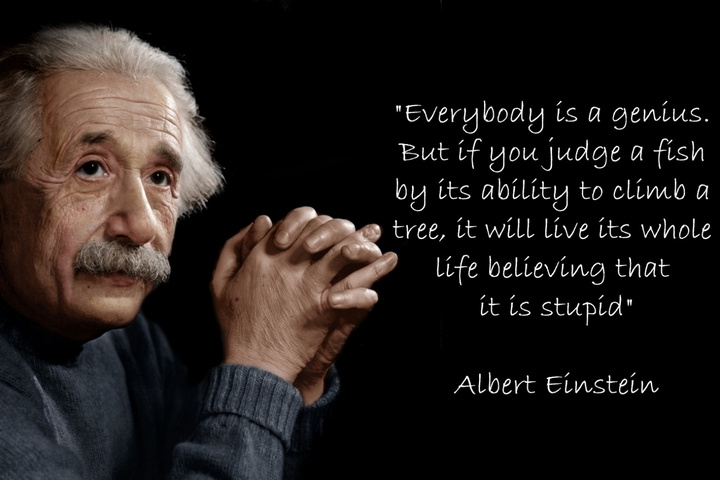 "Everybody is a genius.
But if you judge a fish
by its ability to climb a
tree, it will live its whole
life believing that
it is stupid"
Albert Einstein